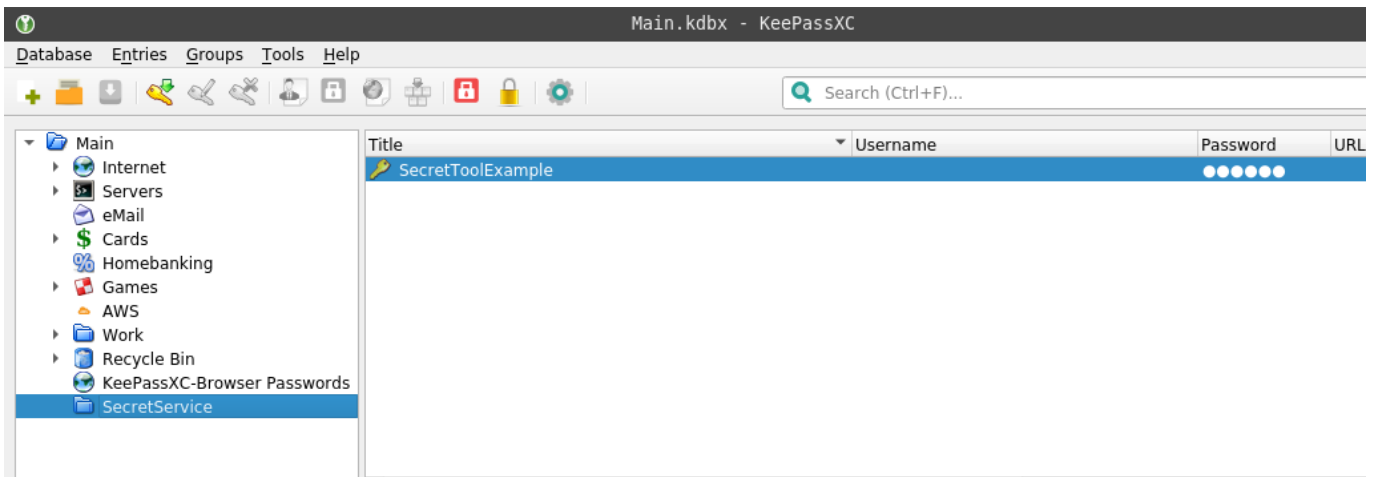 Main.kdbx - KeePassXC
Database Entries Groups Tools Help
Search (Ctrl+F)...
Main
Internet
Servers
eMail
Cards
Homebanking
Games
AWS
Work
Recycle Bin
KeePassXC-Browser Passwords
SecretService
Title Username Password URL
SecretToolExample ●●●●●●